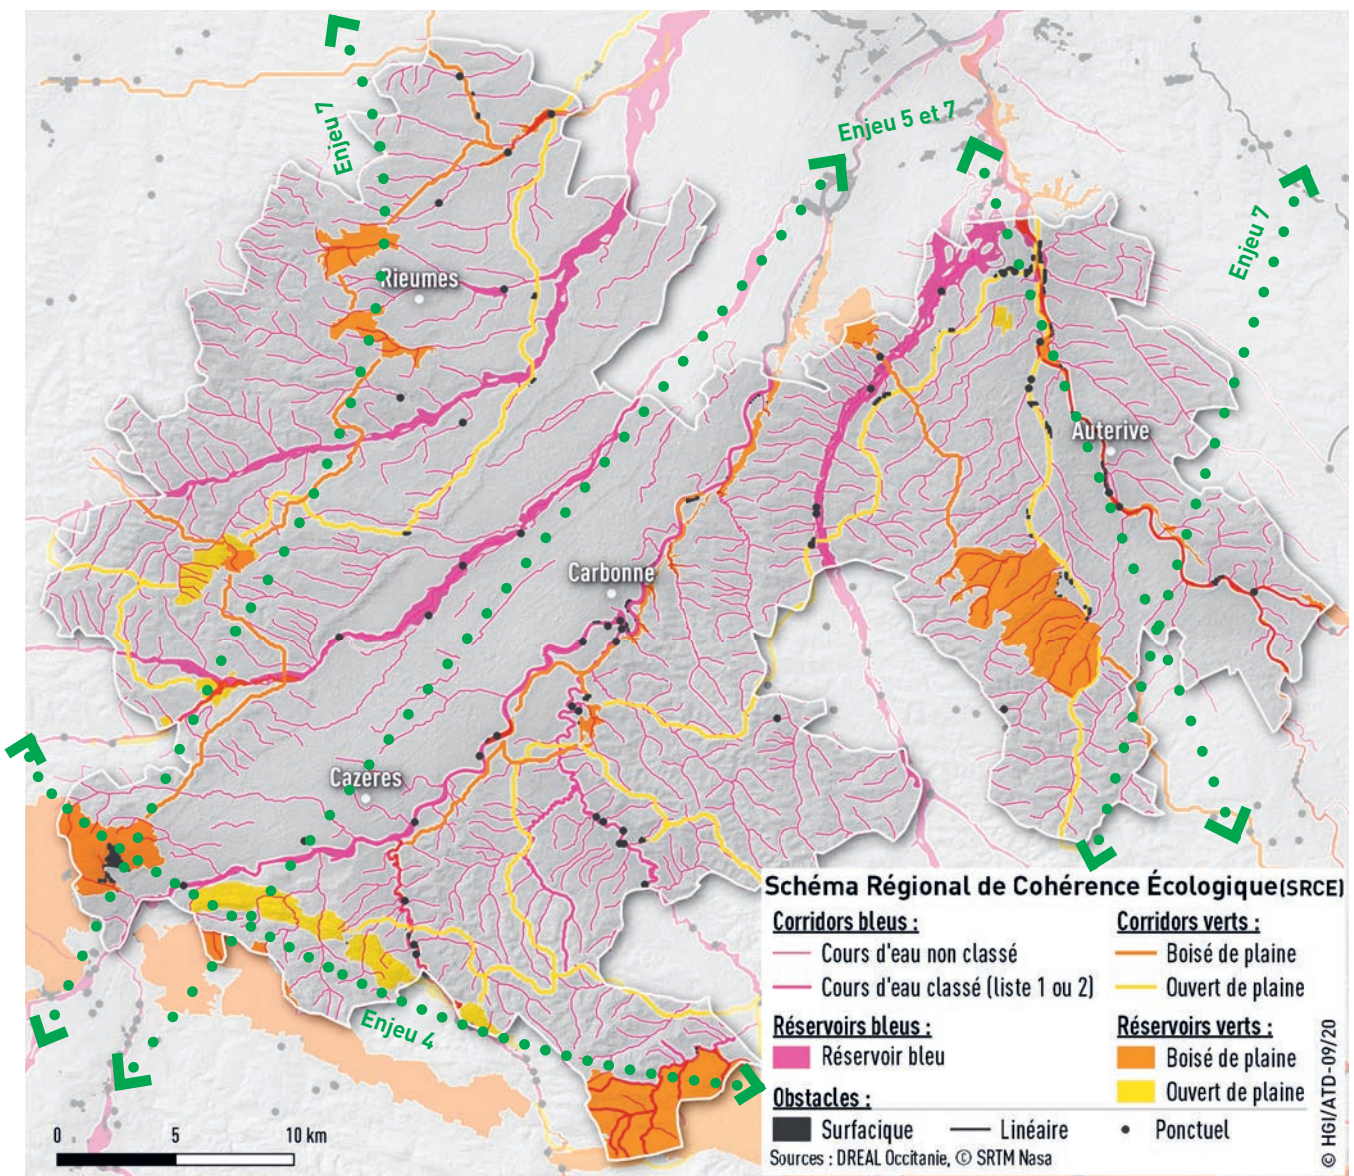 Enjeu 7
Enjeu 5 et 7
Enjeu 7
Rieumes
Auterive
Carbonne
Cazères
Enjeu 4
Schéma Régional de Cohérence Écologique (SRCE)
Corridors bleus :
Cours d'eau non classé
Cours d'eau classé (liste 1 ou 2)
Réservoirs bleus :
Réservoir bleu
Corridors verts :
Boisé de plaine
Ouvert de plaine
Réservoirs verts :
Boisé de plaine
Ouvert de plaine
Obstacles :
Surfacique Linéaire Ponctuel
Sources : DREAL Occitanie, © SRTM Nasa
© HGI/ATD-09/20
0 5 10 km